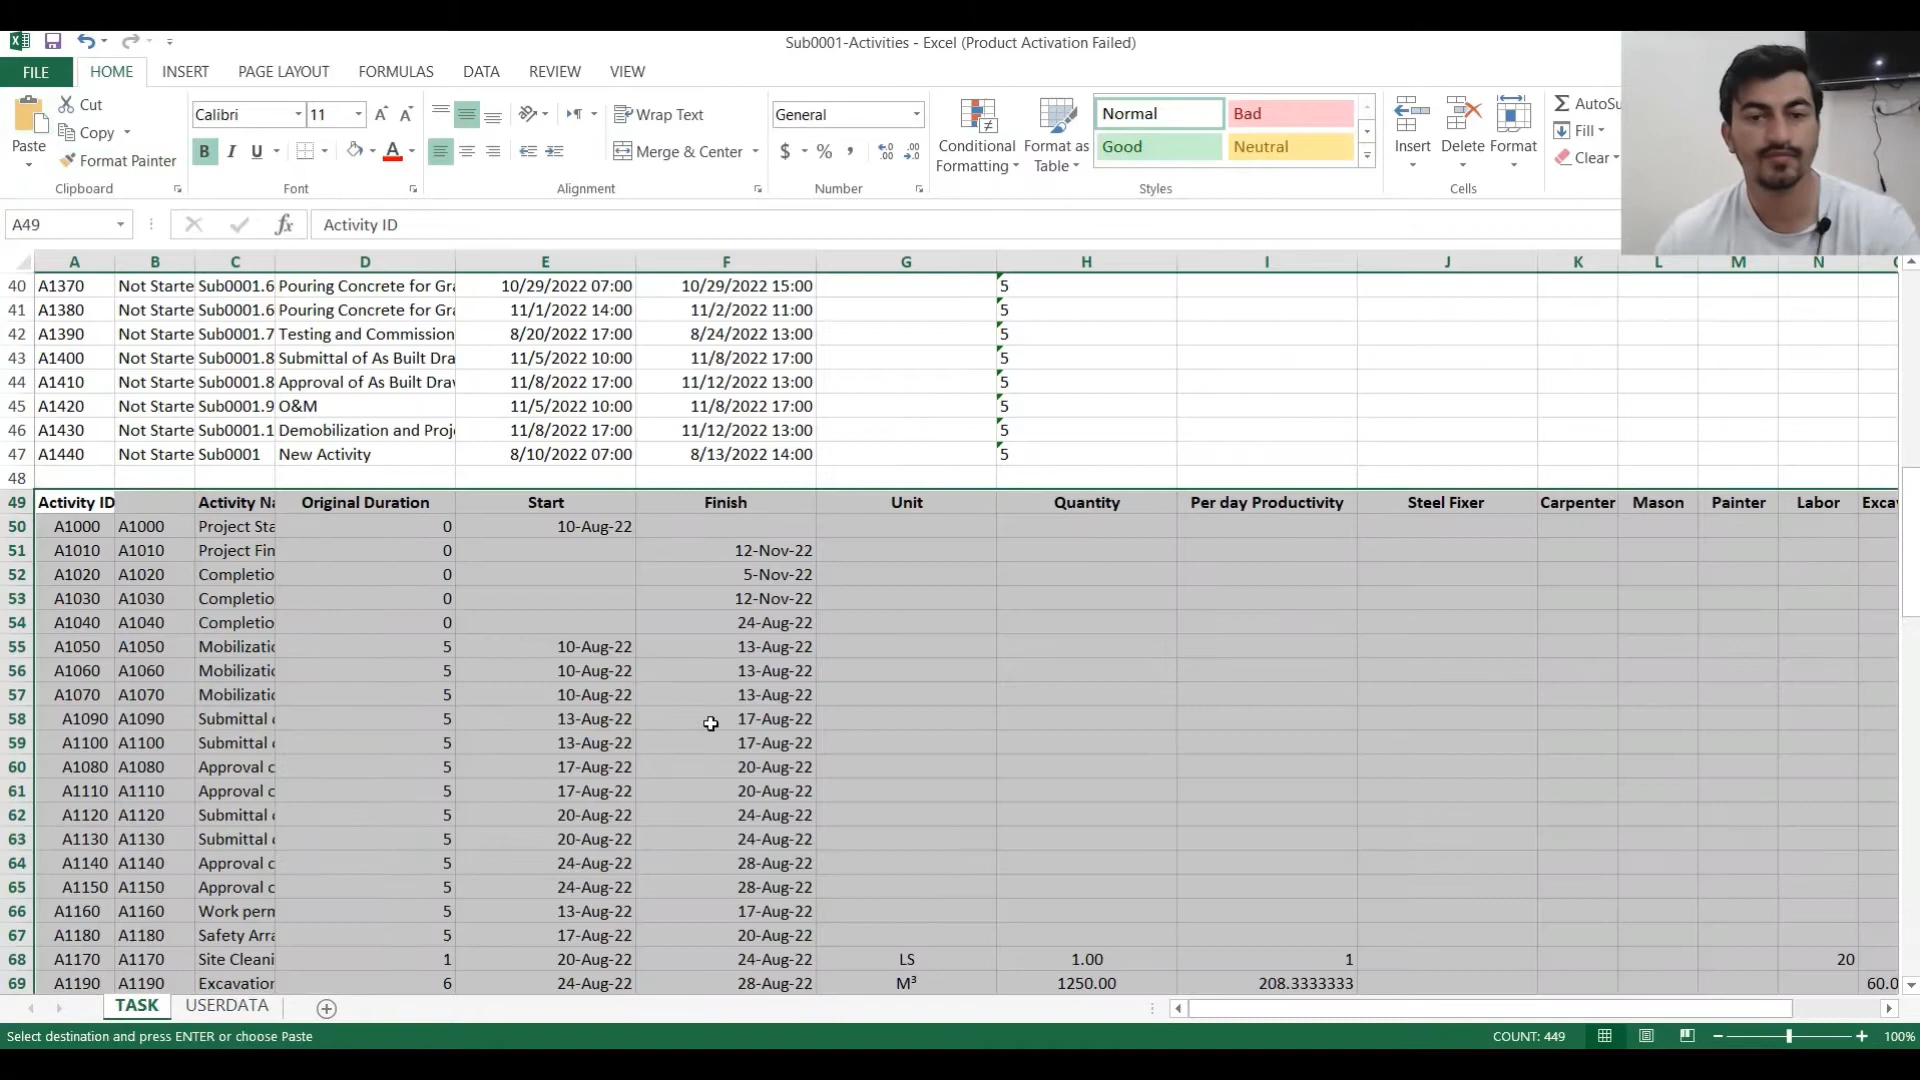 Sub0001-Activities - Excel (Product Activation Failed)
FILE HOME INSERT PAGE LAYOUT FORMULAS DATA REVIEW VIEW
Paste
Cut
Copy
Format Painter
Clipboard
Calibri 11
B I U A
Font
Wrap Text
Merge & Center
Alignment
General
$ % ,
Number
Conditional Formatting
Format as Table
Normal Bad
Good Neutral
Styles
Insert Delete Format
Cells
AutoSu
Fill
Clear
A49 fx Activity ID
A B C D E F G H I J K L M N
40 A1370 Not Starte Sub0001.6 Pouring Concrete for Gra 10/29/2022 07:00 10/29/2022 15:00 5
41 A1380 Not Starte Sub0001.6 Pouring Concrete for Gra 11/1/2022 14:00 11/2/2022 11:00 5
42 A1390 Not Starte Sub0001.7 Testing and Commission 8/20/2022 17:00 8/24/2022 13:00 5
43 A1400 Not Starte Sub0001.8 Submittal of As Built Dra 11/5/2022 10:00 11/8/2022 17:00 5
44 A1410 Not Starte Sub0001.8 Approval of As Built Draw 11/8/2022 17:00 11/12/2022 13:00 5
45 A1420 Not Starte Sub0001.9 O&M 11/5/2022 10:00 11/8/2022 17:00 5
46 A1430 Not Starte Sub0001.1 Demobilization and Proj 11/8/2022 17:00 11/12/2022 13:00 5
47 A1440 Not Starte Sub0001 New Activity 8/10/2022 07:00 8/13/2022 14:00 5
48
49 Activity ID Activity Na Original Duration Start Finish Unit Quantity Per day Productivity Steel Fixer Carpenter Mason Painter Labor Exca
50 A1000 A1000 Project Sta 0 10-Aug-22
51 A1010 A1010 Project Fin 0 12-Nov-22
52 A1020 A1020 Completio 0 5-Nov-22
53 A1030 A1030 Completio 0 12-Nov-22
54 A1040 A1040 Completio 0 24-Aug-22
55 A1050 A1050 Mobilizatio 5 10-Aug-22 13-Aug-22
56 A1060 A1060 Mobilizatio 5 10-Aug-22 13-Aug-22
57 A1070 A1070 Mobilizatio 5 10-Aug-22 13-Aug-22
58 A1090 A1090 Submittal o 5 13-Aug-22 17-Aug-22
59 A1100 A1100 Submittal o 5 13-Aug-22 17-Aug-22
60 A1080 A1080 Approval o 5 17-Aug-22 20-Aug-22
61 A1110 A1110 Approval o 5 17-Aug-22 20-Aug-22
62 A1120 A1120 Submittal o 5 20-Aug-22 24-Aug-22
63 A1130 A1130 Submittal o 5 20-Aug-22 24-Aug-22
64 A1140 A1140 Approval o 5 24-Aug-22 28-Aug-22
65 A1150 A1150 Approval o 5 24-Aug-22 28-Aug-22
66 A1160 A1160 Work perm 5 13-Aug-22 17-Aug-22
67 A1180 A1180 Safety Arra 5 17-Aug-22 20-Aug-22
68 A1170 A1170 Site Cleani 1 20-Aug-22 24-Aug-22 LS 1.00 1 20
69 A1190 A1190 Excavation 6 24-Aug-22 28-Aug-22 M³ 1250.00 208.3333333 60.0
TASK USERDATA
Select destination and press ENTER or choose Paste COUNT: 449 100%